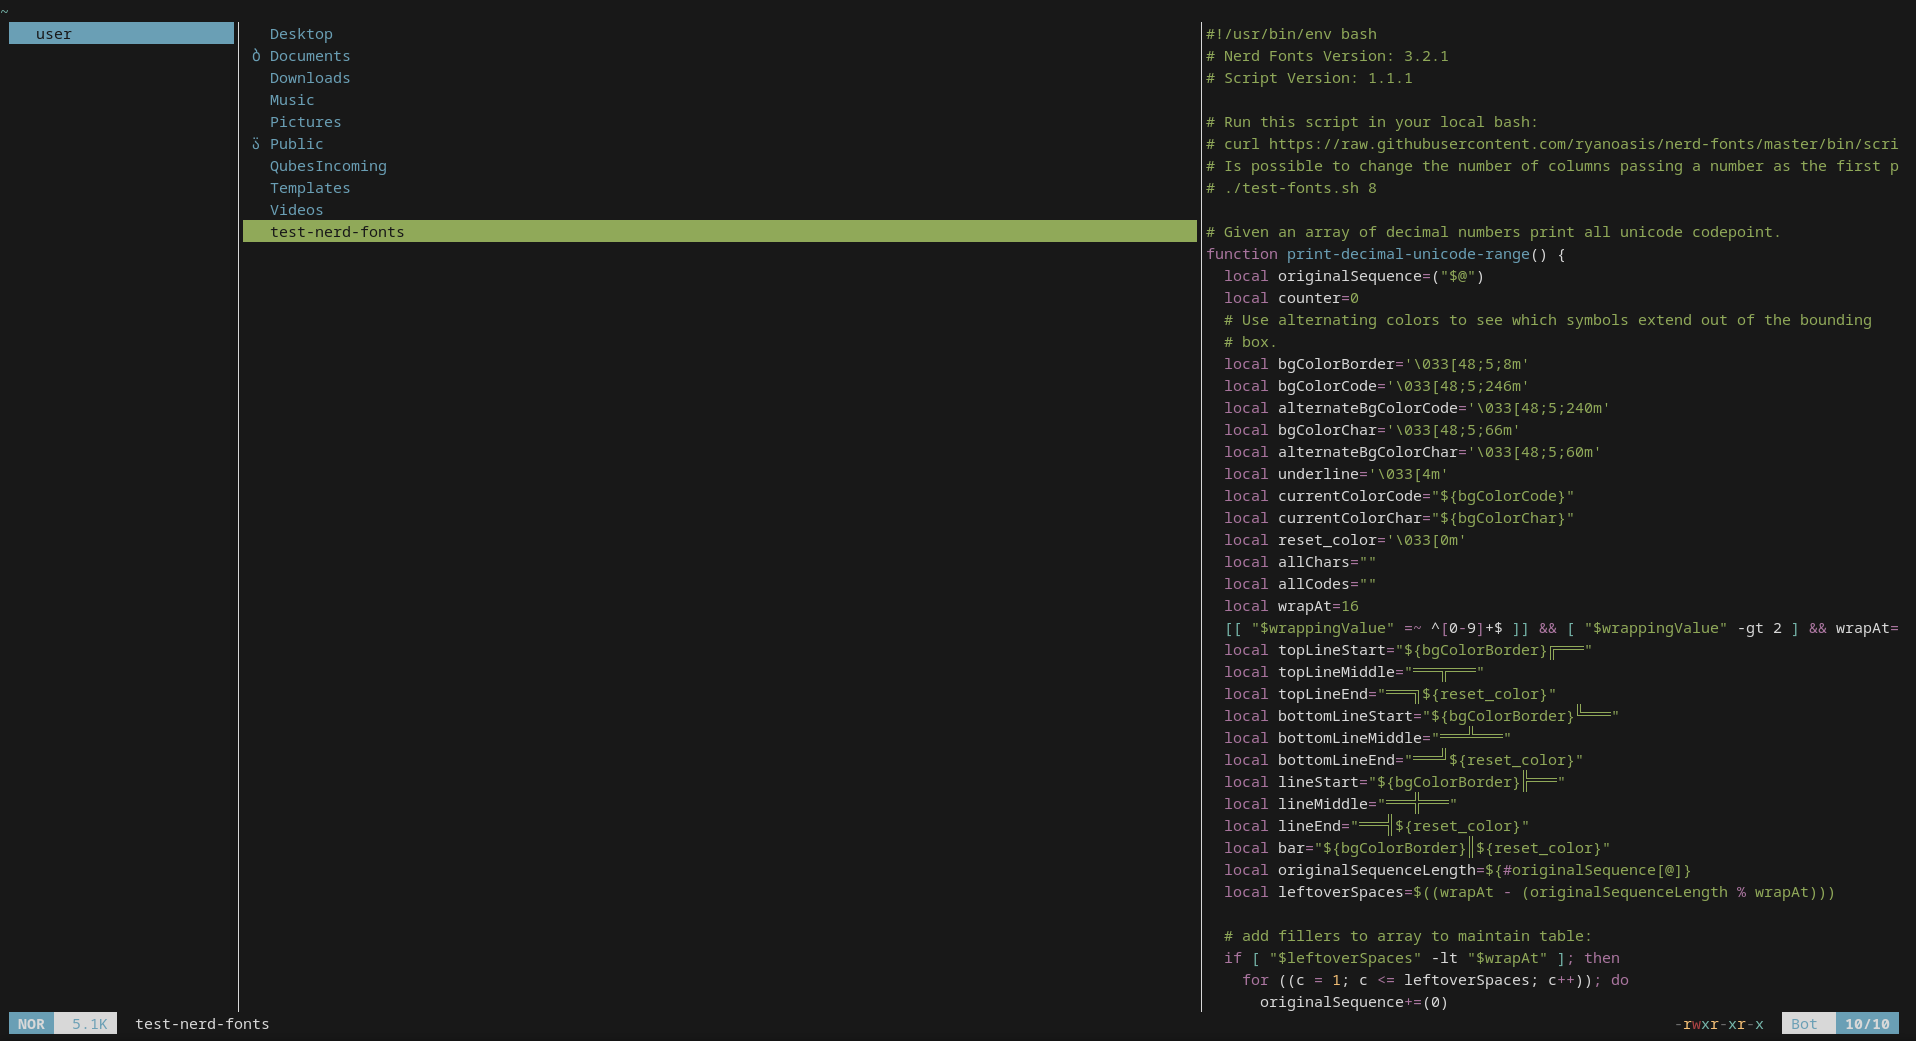 ~
user
Desktop
Documents
Downloads
Music
Pictures
Public
QubesIncoming
Templates
Videos
test-nerd-fonts
#!/usr/bin/env bash
# Nerd Fonts Version: 3.2.1
# Script Version: 1.1.1
# Run this script in your local bash:
# curl https://raw.githubusercontent.com/ryanoasis/nerd-fonts/master/bin/scri
# Is possible to change the number of columns passing a number as the first p
# ./test-fonts.sh 8
# Given an array of decimal numbers print all unicode codepoint.
function print-decimal-unicode-range() {
  local originalSequence=("$@")
  local counter=0
  # Use alternating colors to see which symbols extend out of the bounding
  # box.
  local bgColorBorder='\033[48;5;8m'
  local bgColorCode='\033[48;5;246m'
  local alternateBgColorCode='\033[48;5;240m'
  local bgColorChar='\033[48;5;66m'
  local alternateBgColorChar='\033[48;5;60m'
  local underline='\033[4m'
  local currentColorCode="${bgColorCode}"
  local currentColorChar="${bgColorChar}"
  local reset_color='\033[0m'
  local allChars=""
  local allCodes=""
  local wrapAt=16
  [[ "$wrappingValue" =~ ^[0-9]+$ ]] && [ "$wrappingValue" -gt 2 ] && wrapAt=
  local topLineStart="${bgColorBorder}╔═══"
  local topLineMiddle="═══╦═══"
  local topLineEnd="═══╗${reset_color}"
  local bottomLineStart="${bgColorBorder}╚═══"
  local bottomLineMiddle="═══╩═══"
  local bottomLineEnd="═══╝${reset_color}"
  local lineStart="${bgColorBorder}╠═══"
  local lineMiddle="═══╬═══"
  local lineEnd="═══╣${reset_color}"
  local bar="${bgColorBorder}║${reset_color}"
  local originalSequenceLength=${#originalSequence[@]}
  local leftoverSpaces=$((wrapAt - (originalSequenceLength % wrapAt)))
  # add fillers to array to maintain table:
  if [ "$leftoverSpaces" -lt "$wrapAt" ]; then
    for ((c = 1; c <= leftoverSpaces; c++)); do
      originalSequence+=(0)
NOR 5.1K test-nerd-fonts -rwxr-xr-x Bot 10/10